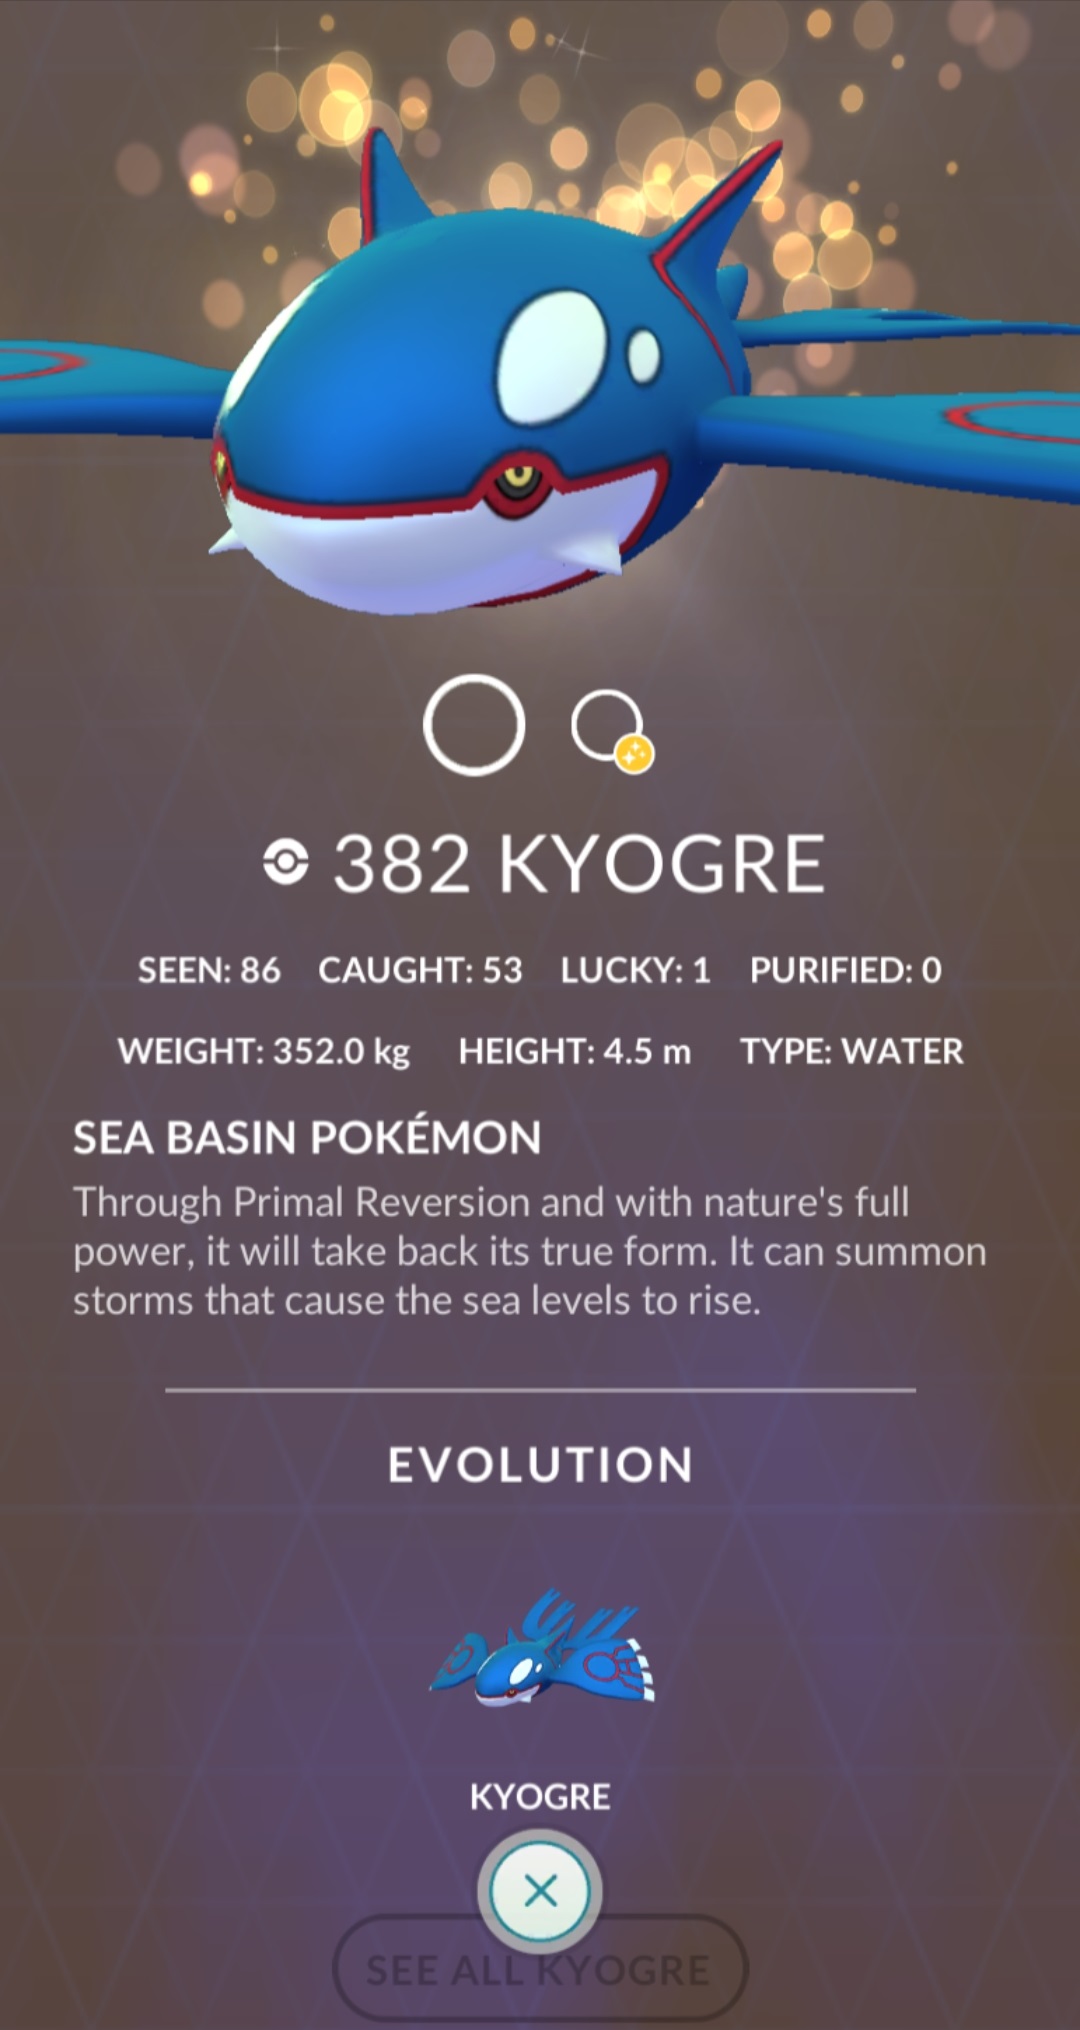 382 KYOGRE
SEEN: 86 CAUGHT: 53 LUCKY: 1 PURIFIED: 0
WEIGHT: 352.0 kg HEIGHT: 4.5 m TYPE: WATER
SEA BASIN POKÉMON
Through Primal Reversion and with nature's full
power, it will take back its true form. It can summon
storms that cause the sea levels to rise.
EVOLUTION
KYOGRE
SEE ALL KYOGRE